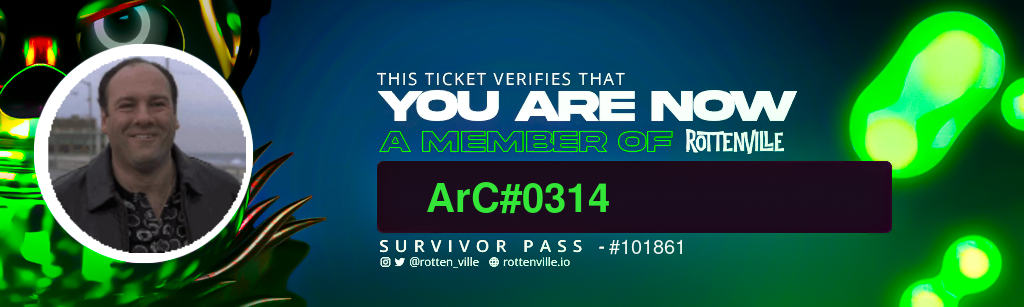 THIS TICKET VERIFIES THAT
YOU ARE NOW
A MEMBER OF ROTTENVILLE
ArC#0314
SURVIVOR PASS - #101861
@rotten_ville rottenville.io